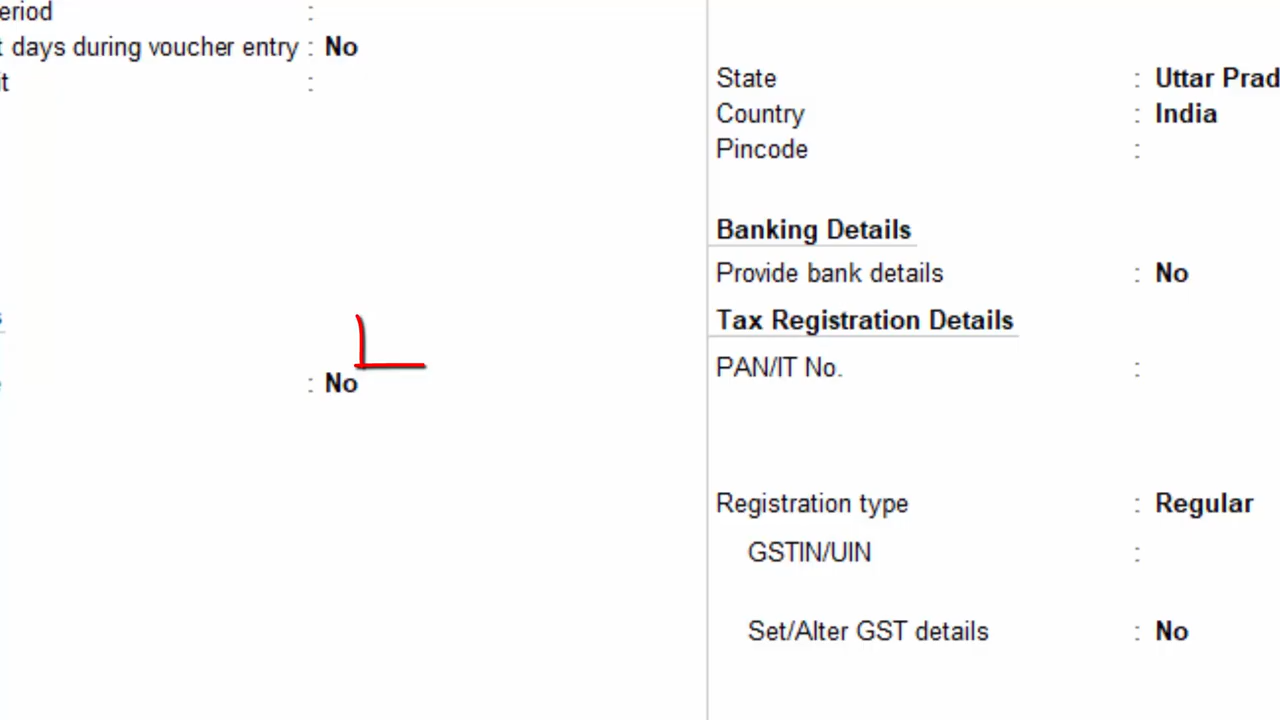 eriod :
t days during voucher entry : No
it :
: No
State : Uttar Prad
Country : India
Pincode :
Banking Details
Provide bank details : No
Tax Registration Details
PAN/IT No. :
Registration type : Regular
GSTIN/UIN :
Set/Alter GST details : No